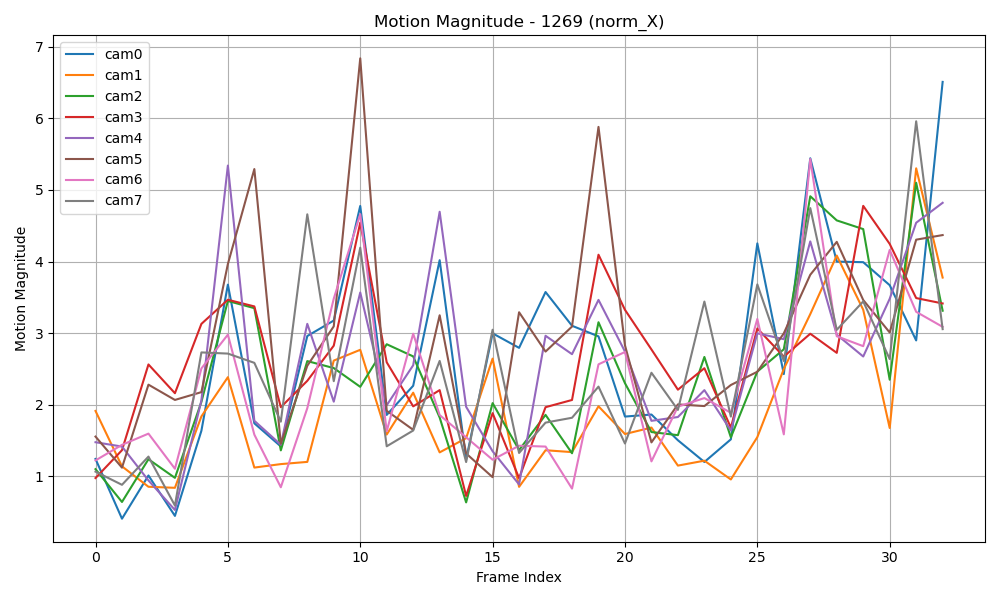 Motion Magnitude - 1269 (norm_X)
cam0
cam1
cam2
cam3
cam4
cam5
cam6
cam7
Motion Magnitude
7
6
5
4
3
2
1
0 5 10 15 20 25 30
Frame Index